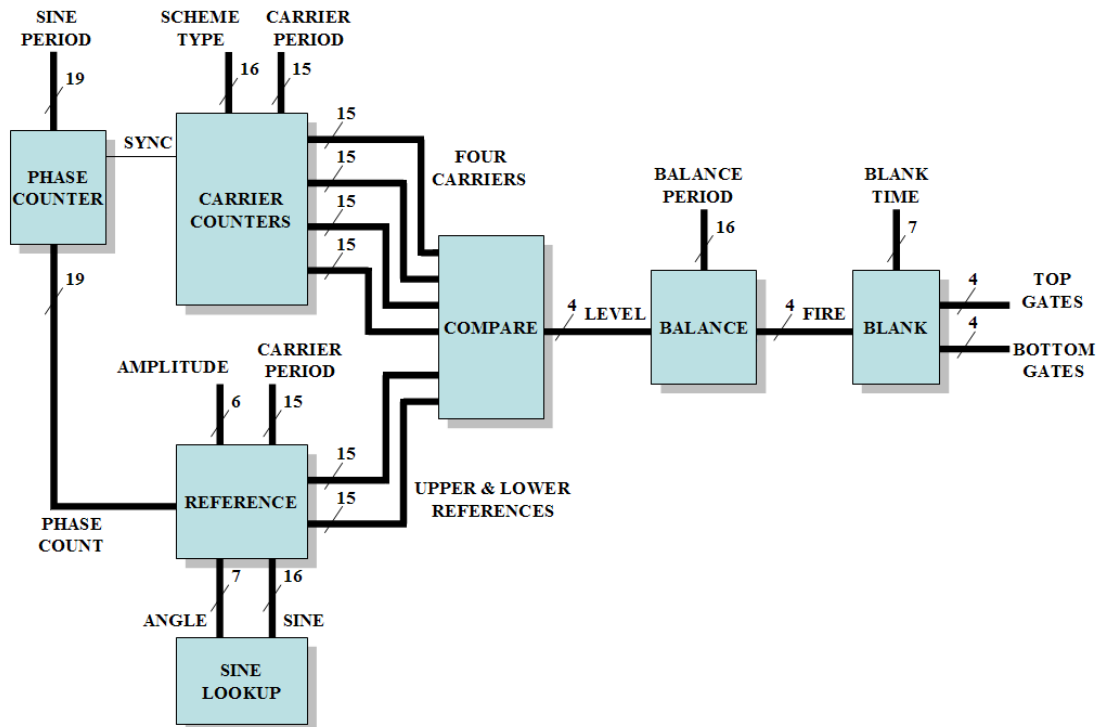 SINE
PERIOD
19
SCHEME
TYPE
16
CARRIER
PERIOD
15
PHASE
COUNTER
SYNC
CARRIER
COUNTERS
15
15
15
15
FOUR
CARRIERS
19
PHASE
COUNT
AMPLITUDE
6
CARRIER
PERIOD
15
REFERENCE
15
15
UPPER & LOWER
REFERENCES
7
ANGLE
16
SINE
SINE
LOOKUP
COMPARE
4
LEVEL
BALANCE
PERIOD
16
BALANCE
4
FIRE
BLANK
TIME
7
BLANK
4
TOP
GATES
4
BOTTOM
GATES